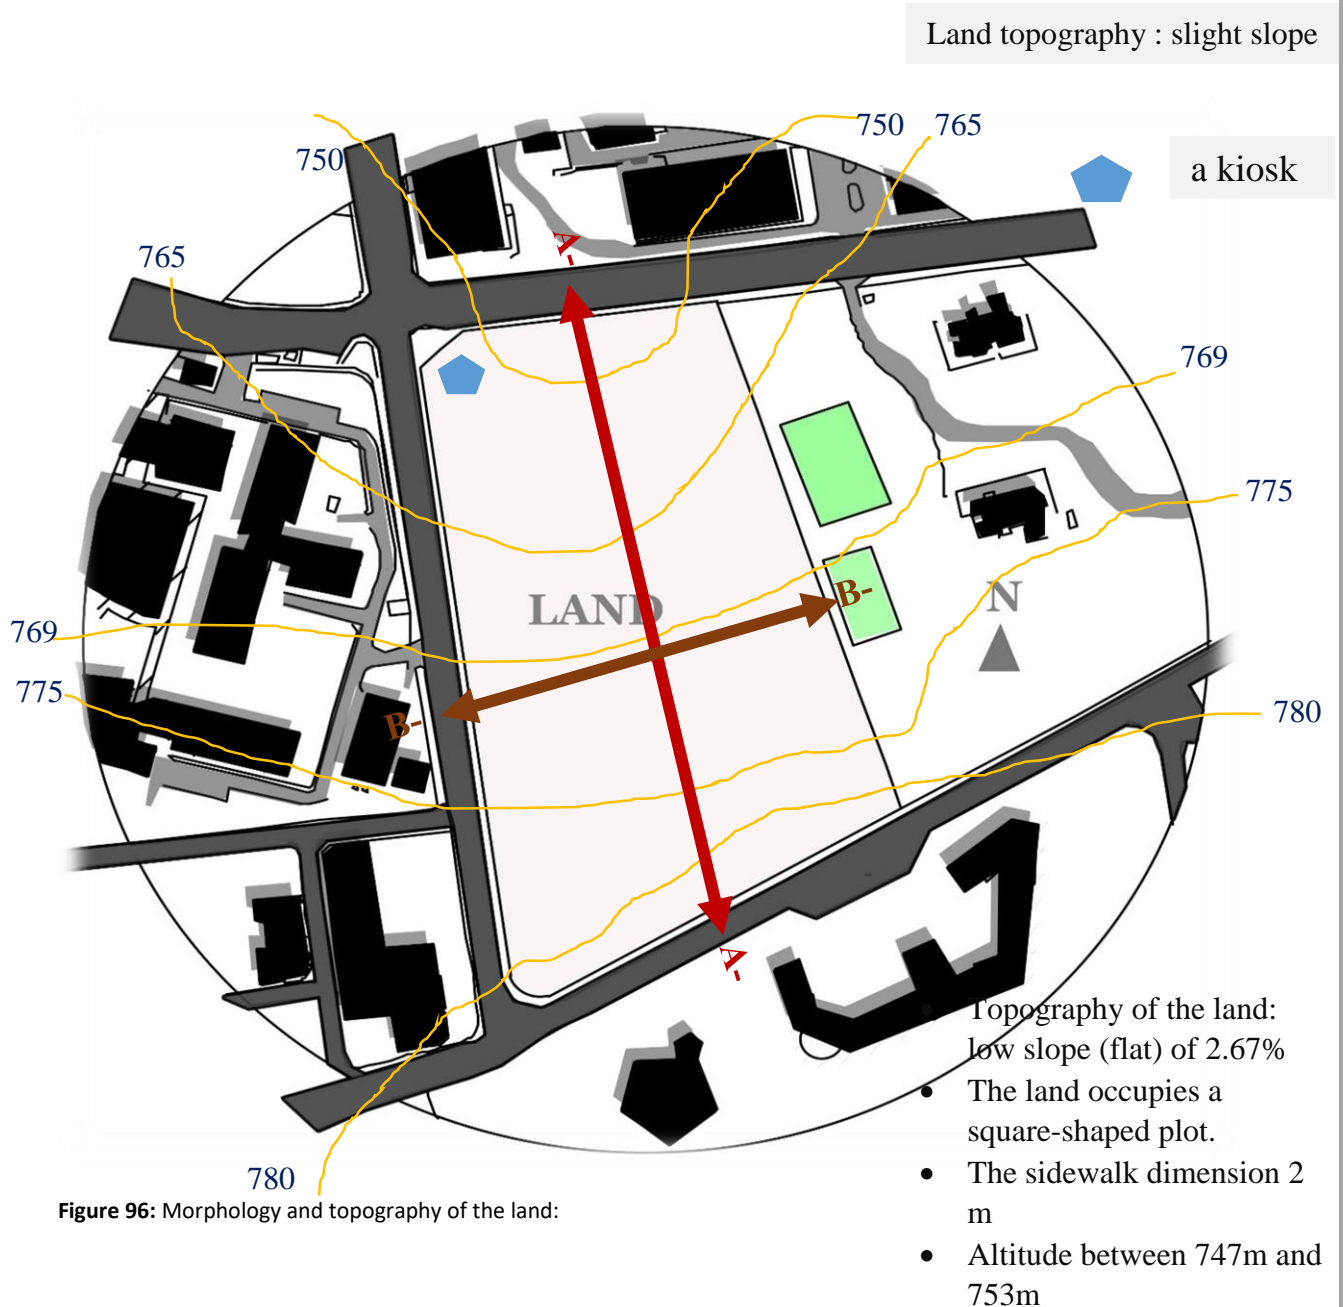 Land topography : slight slope
750 765
750
a kiosk
A-
765
769
775
LAND
B-
N
769
775
B-
780
A-
• Topography of the land:
low slope (flat) of 2.67%
• The land occupies a
square-shaped plot.
• The sidewalk dimension 2
m
• Altitude between 747m and
753m
780
Figure 96: Morphology and topography of the land: